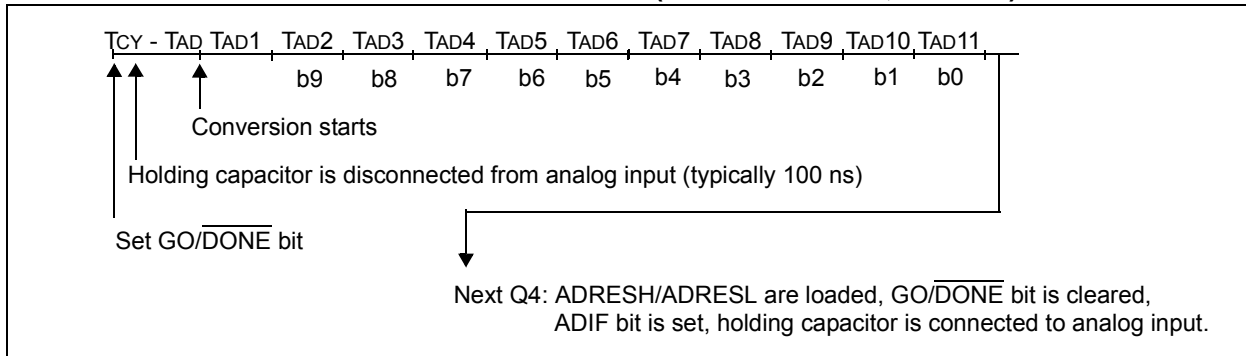 TCY - TAD TAD1 TAD2 TAD3 TAD4 TAD5 TAD6 TAD7 TAD8 TAD9 TAD10 TAD11
b9 b8 b7 b6 b5 b4 b3 b2 b1 b0
Conversion starts
Holding capacitor is disconnected from analog input (typically 100 ns)
Set GO/DONE bit
Next Q4: ADRESH/ADRESL are loaded, GO/DONE bit is cleared,
ADIF bit is set, holding capacitor is connected to analog input.